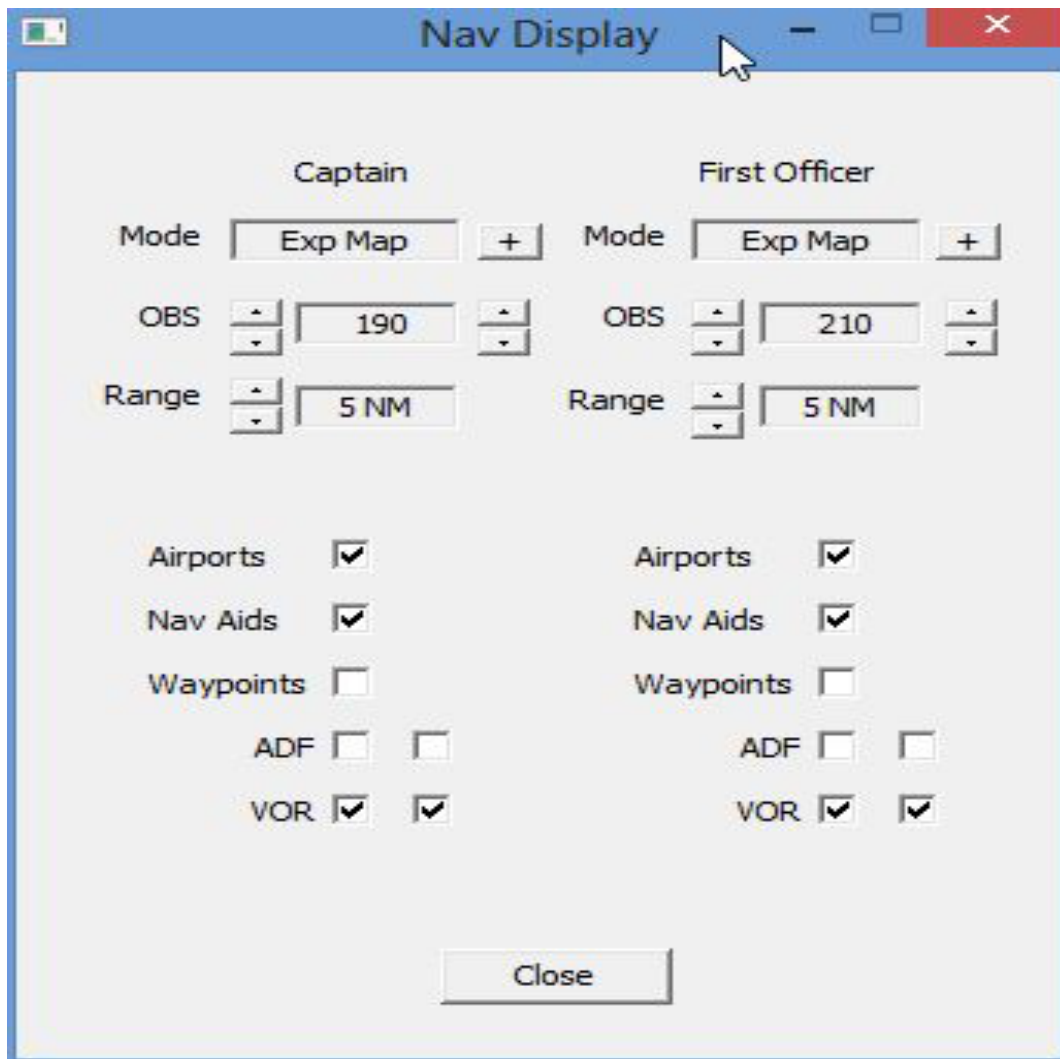 Nav Display
Captain First Officer
Mode Exp Map + Mode Exp Map +
OBS 190 OBS 210
Range 5 NM Range 5 NM
Airports Airports
Nav Aids Nav Aids
Waypoints Waypoints
ADF ADF
VOR VOR
Close